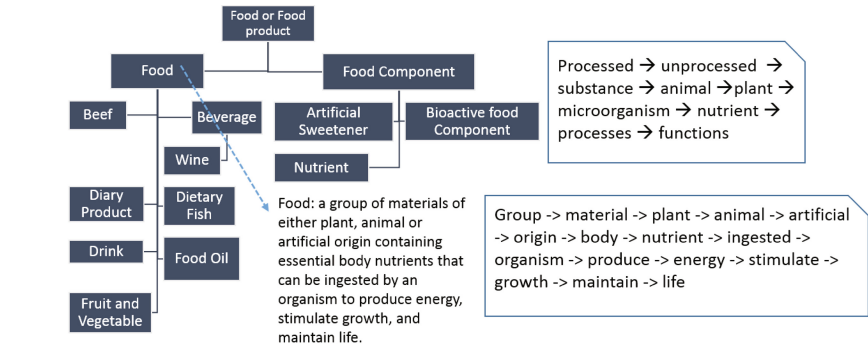 Food or Food
product
Food
Food Component
Beef
Beverage
Artificial
Sweetener
Bioactive food
Component
Wine
Nutrient
Diary
Product
Dietary
Fish
Drink
Food Oil
Fruit and
Vegetable
Food: a group of materials of
either plant, animal or
artificial origin containing
essential body nutrients that
can be ingested by an
organism to produce energy,
stimulate growth, and
maintain life.
Processed → unprocessed →
substance → animal →plant →
microorganism → nutrient →
processes → functions
Group -> material -> plant -> animal -> artificial
-> origin -> body -> nutrient -> ingested ->
organism -> produce -> energy -> stimulate ->
growth -> maintain -> life